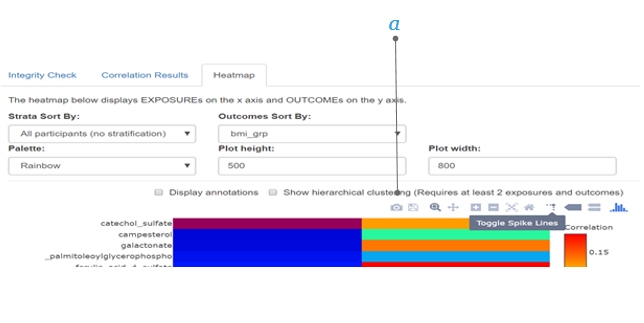 a
Integrity Check Correlation Results Heatmap
The heatmap below displays EXPOSUREs on the x axis and OUTCOMEs on the y axis.
Strata Sort By: Outcomes Sort By:
All participants (no stratification) bmi_grp
Palette: Plot height: Plot width:
Rainbow 500 800
Display annotations Show hierarchical clustering (Requires at least 2 exposures and outcomes)
catechol_sulfate Toggle Spike Lines Correlation
campesterol
galactonate 0.15
_palmitoleoylglycerophospho